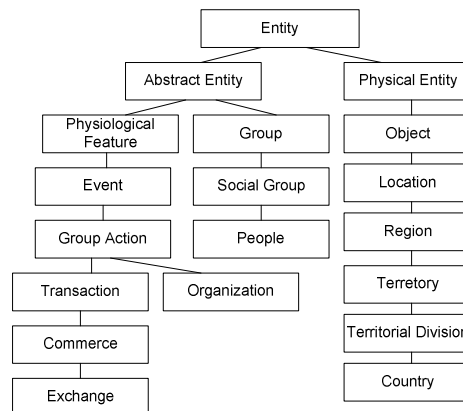 Entity
Abstract Entity
Physical Entity
Physiological
Feature
Group
Object
Event
Social Group
Location
Group Action
People
Region
Transaction
Organization
Terretory
Commerce
Territorial Division
Exchange
Country